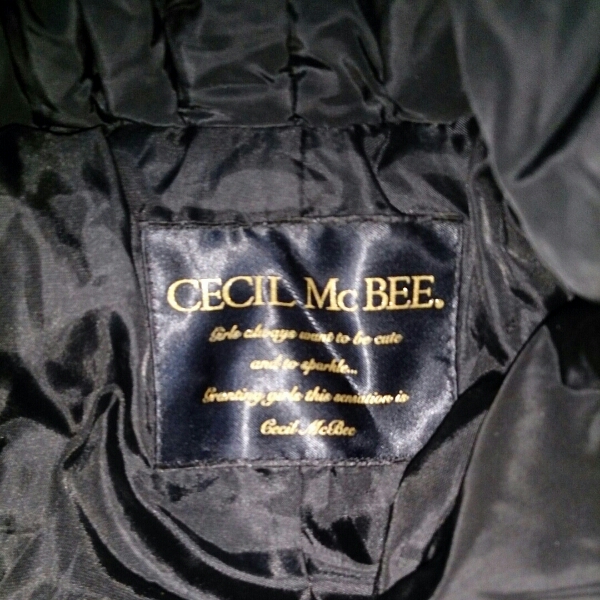 CECIL McBEE.
Girls always want to be cute
and to sparkle...
Granting girls this sensation is
Cecil McBee